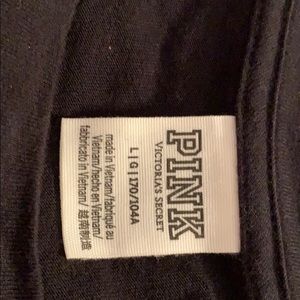 PINK
VICTORIA'S SECRET
L | G | 170/104A
made in Vietnam/fabriqué au
Vietnam/hecho en Vietnam/
fabbricato in Vietnam/ 越南制造